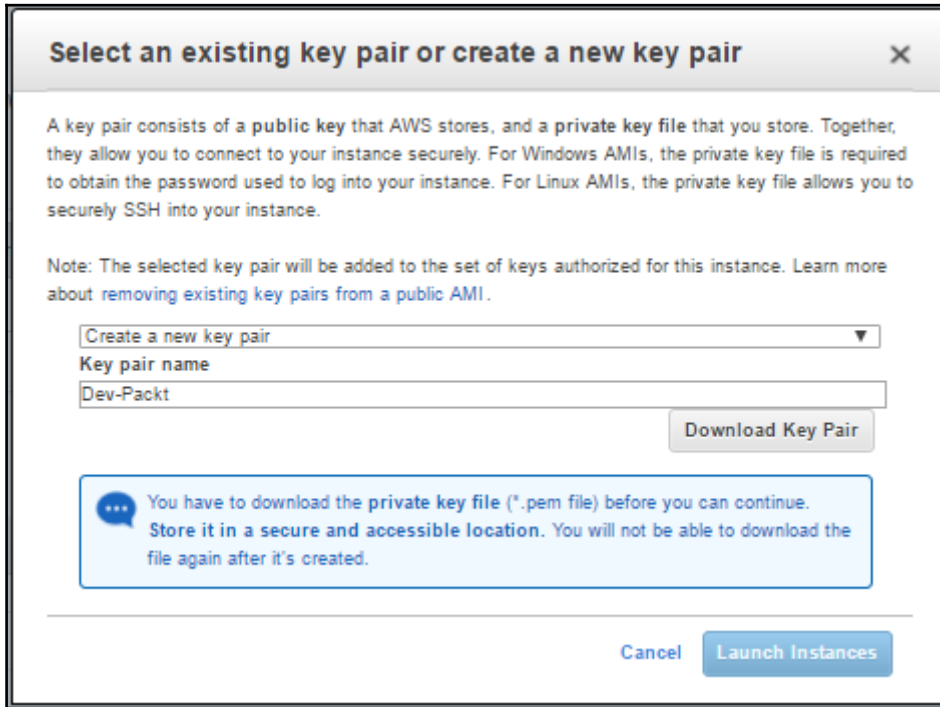 Select an existing key pair or create a new key pair
A key pair consists of a public key that AWS stores, and a private key file that you store. Together,
they allow you to connect to your instance securely. For Windows AMIs, the private key file is required
to obtain the password used to log into your instance. For Linux AMIs, the private key file allows you to
securely SSH into your instance.
Note: The selected key pair will be added to the set of keys authorized for this instance. Learn more
about removing existing key pairs from a public AMI.
Create a new key pair
Key pair name
Dev-Packt
Download Key Pair
You have to download the private key file (*.pem file) before you can continue.
Store it in a secure and accessible location. You will not be able to download the
file again after it's created.
Cancel
Launch Instances